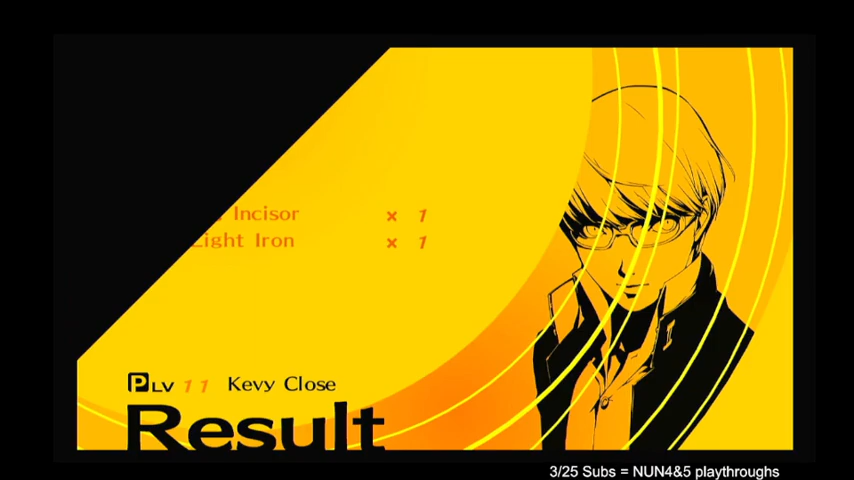 Incisor × 1
Light Iron × 1
PLV 11 Kevy Close
Result
3/25 Subs = NUN4&5 playthroughs